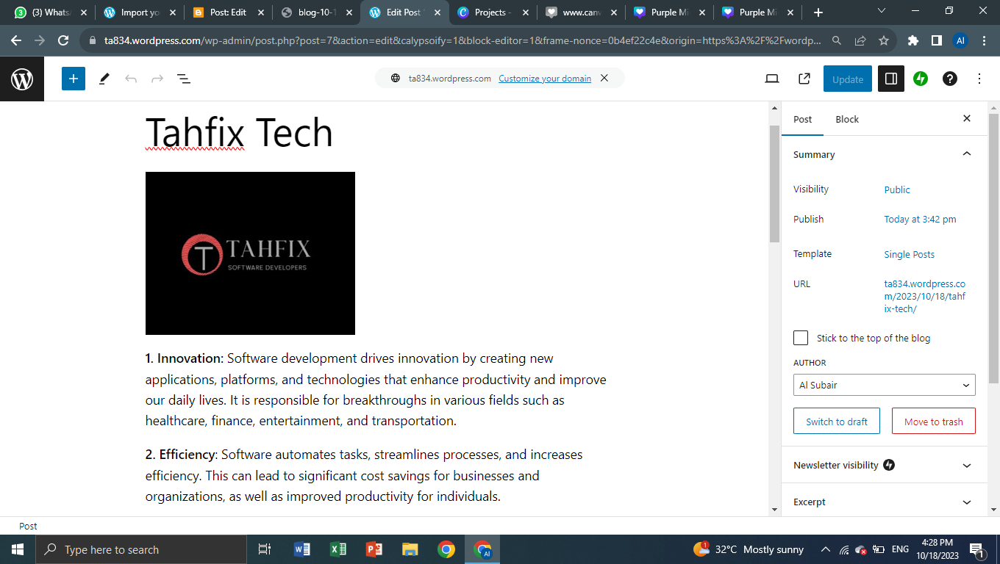 (3) Whats
Import yo
Post: Edit
blog-10-1
Edit Post
Projects -
www.canv
Purple Mi
Purple Mi
ta834.wordpress.com/wp-admin/post.php?post=7&action=edit&calypsoify=1&block-editor=1&frame-nonce=0b4ef22c4e&origin=https%3A%2F%2Fwordp...
AI
ta834.wordpress.com Customize your domain
Update
Tahfix Tech
T TAHFIX
SOFTWARE DEVELOPERS
1. Innovation: Software development drives innovation by creating new
applications, platforms, and technologies that enhance productivity and improve
our daily lives. It is responsible for breakthroughs in various fields such as
healthcare, finance, entertainment, and transportation.
2. Efficiency: Software automates tasks, streamlines processes, and increases
efficiency. This can lead to significant cost savings for businesses and
organizations, as well as improved productivity for individuals.
Post Block
Summary
Visibility Public
Publish Today at 3:42 pm
Template Single Posts
URL ta834.wordpress.co
m/2023/10/18/tahf
ix-tech/
Stick to the top of the blog
AUTHOR
Al Subair
Switch to draft Move to trash
Newsletter visibility
Excerpt
Post
Type here to search
1
32°C Mostly sunny
ENG
4:28 PM
10/18/2023
1